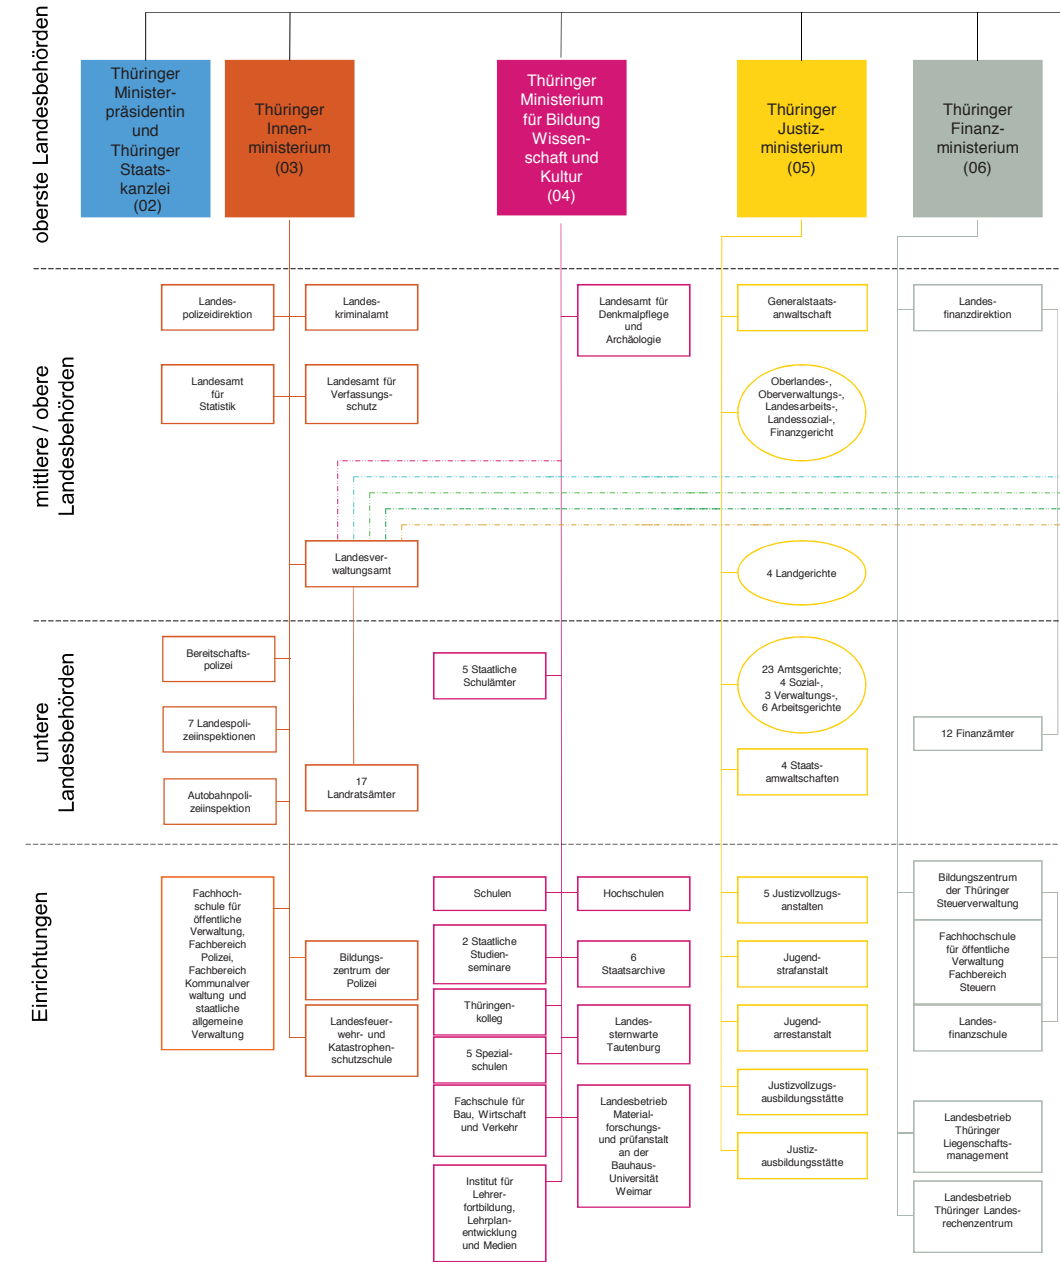 oberste Landesbehörden
Thüringer
Minister-
präsidentin
und
Thüringer
Staats-
kanzlei
(02)
Thüringer
Innen-
ministerium
(03)
Thüringer
Ministerium
für Bildung
Wissen-
schaft und
Kultur
(04)
Thüringer
Justiz-
ministerium
(05)
Thüringer
Finanz-
ministerium
(06)
mittlere / obere
Landesbehörden
Landes-
polizeidirektion
Landes-
kriminalamt
Landesamt für
Denkmalpflege
und
Archäologie
Generalstaats-
anwaltschaft
Landes-
finanzdirektion
Landesamt
für
Statistik
Landesamt für
Verfassungs-
schutz
Oberlandes-,
Oberverwaltungs-,
Landesarbeits-,
Landessozial-,
Finanzgericht
Landesver-
waltungsamt
4 Landgerichte
untere
Landesbehörden
Bereitschafts-
polizei
5 Staatliche
Schulämter
23 Amtsgerichte;
4 Sozial-,
3 Verwaltungs-,
6 Arbeitsgerichte
7 Landespoli-
zeiinspektionen
12 Finanzämter
Autobahnpoli-
zeiinspektion
17
Landratsämter
4 Staats-
amwaltschaften
Einrichtungen
Fachhoch-
schule für
öffentliche
Verwaltung,
Fachbereich
Polizei,
Fachbereich
Kommunalver
waltung und
staatliche
allgemeine
Verwaltung
Bildungs-
zentrum der
Polizei
Landesfeuer-
wehr- und
Katastrophen-
schutzschule
Schulen
Hochschulen
2 Staatliche
Studien-
seminare
6
Staatsarchive
Thüringen-
kolleg
Landes-
sternwarte
Tautenburg
5 Spezial-
schulen
Fachschule für
Bau, Wirtschaft
und Verkehr
Landesbetrieb
Material-
forschungs-
und prüfanstalt
an der
Bauhaus-
Universität
Weimar
Institut für
Lehrer-
fortbildung,
Lehrplan-
entwicklung
und Medien
5 Justizvollzugs-
anstalten
Jugend-
strafanstalt
Jugend-
arrestanstalt
Justizvollzugs-
ausbildungsstätte
Justiz-
ausbildungsstätte
Bildungszentrum
der Thüringer
Steuerverwaltung
Fachhochschule
für öffentliche
Verwaltung
Fachbereich
Steuern
Landes-
finanzschule
Landesbetrieb
Thüringer
Liegenschafts-
management
Landesbetrieb
Thüringer Landes-
rechenzentrum